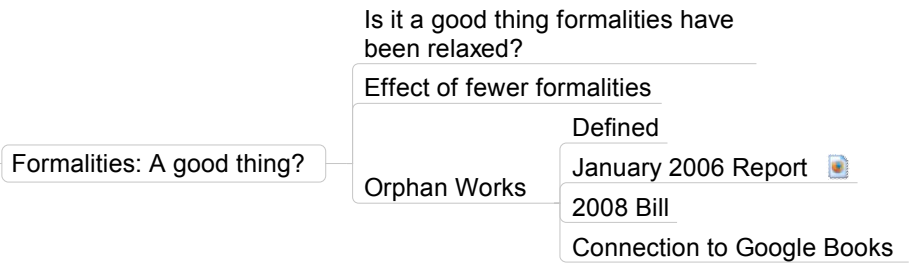 Is it a good thing formalities have
been relaxed?
Effect of fewer formalities
Formalities: A good thing?
Orphan Works
Defined
January 2006 Report
2008 Bill
Connection to Google Books